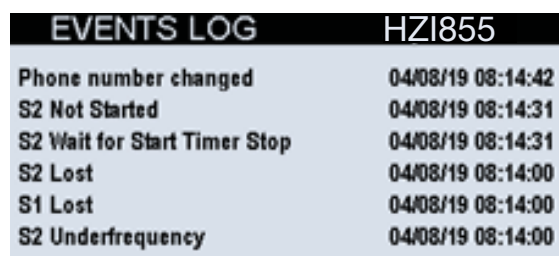 EVENTS LOG HZI855
Phone number changed 04/08/19 08:14:42
S2 Not Started 04/08/19 08:14:31
S2 Wait for Start Timer Stop 04/08/19 08:14:31
S2 Lost 04/08/19 08:14:00
S1 Lost 04/08/19 08:14:00
S2 Underfrequency 04/08/19 08:14:00